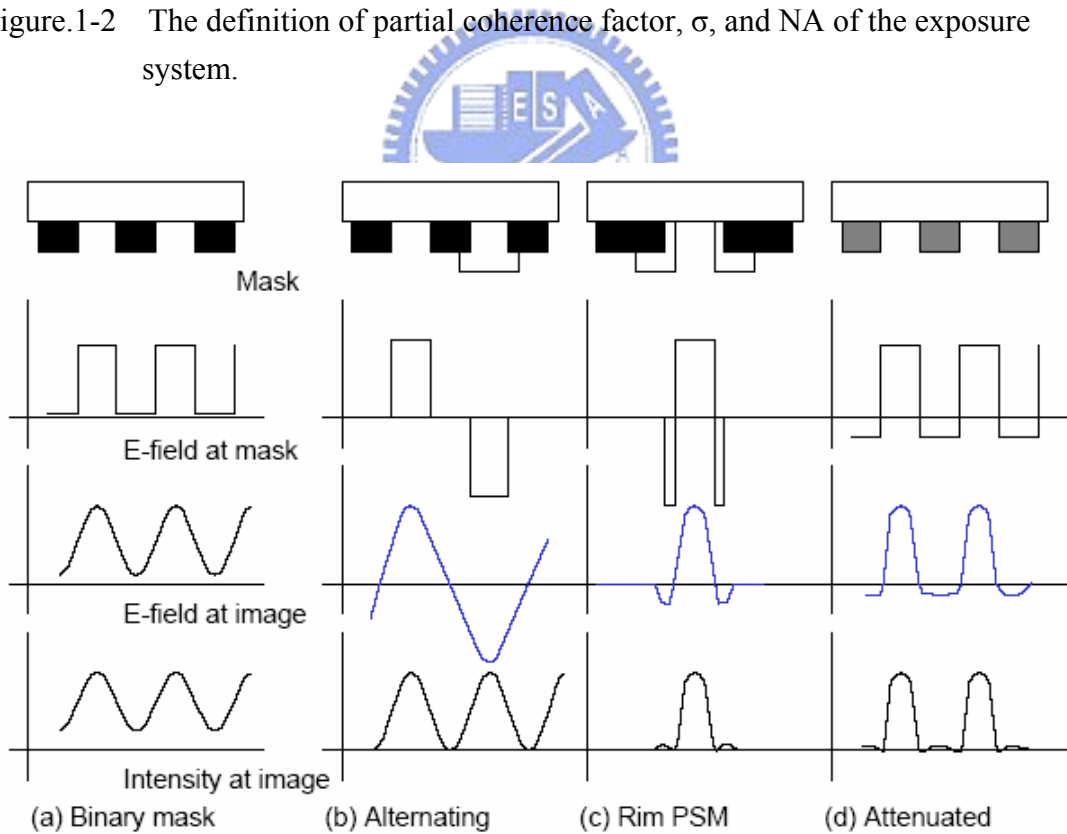 igure.1-2 The definition of partial coherence factor, σ, and NA of the exposure
system.
E S A
Mask
E-field at mask
E-field at image
Intensity at image
(a) Binary mask (b) Alternating (c) Rim PSM (d) Attenuated